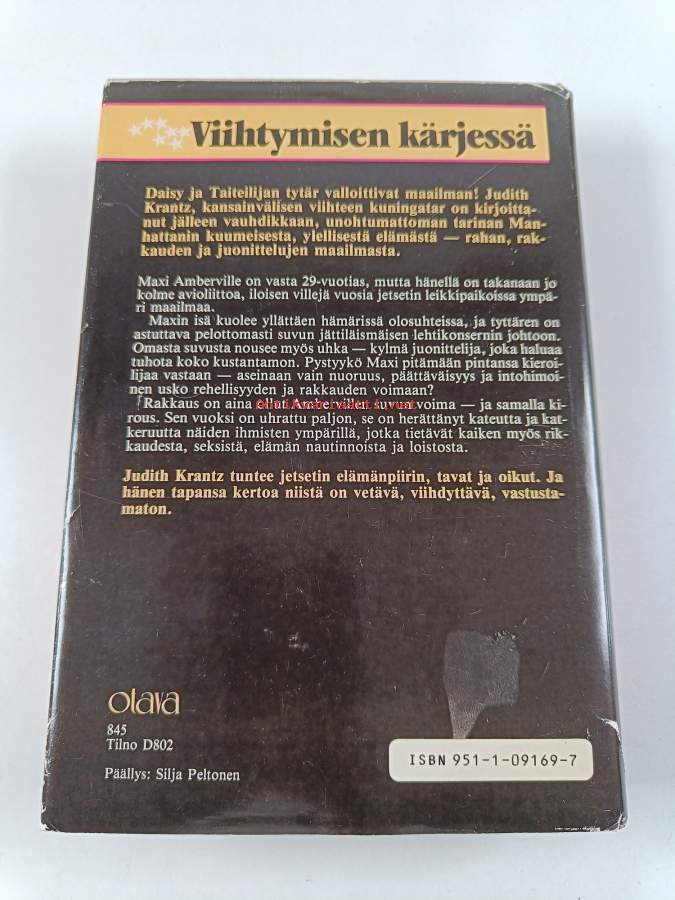 Viihtymisen kärjessä
Daisy ja Taiteilijan tytär valloittivat maailman! Judith
Krantz, kansainvälisen viihteen kuningatar on kirjoitta-
nut jälleen vauhdikkaan, unohtumattoman tarinan Man-
hattanin kuumeisesta, ylellisestä elämästä — rahan, rak-
kauden ja juonittelujen maailmasta.
Maxi Amberville on vasta 29-vuotias, mutta hänellä on takanaan jo
kolme avioliittoa, iloisen villejä vuosia jetsetin leikkipaikoissa ympä-
ri maailmaa.
Maxin isä kuolee yllättäen hämärissä olosuhteissa, ja tyttären on
astuttava pelottomasti suvun jättiläismäisen lehtikonsernin johtoon.
Omasta suvusta nousee myös uhka — kylmä juonittelija, joka haluaa
tuhota koko kustantamon. Pystyykö Maxi pitämään pintansa kieroi-
lijaa vastaan — aseinaan vain nuoruus, päättäväisyys ja intohimoi-
nen usko rehellisyyden ja rakkauden voimaan?
Rakkaus on aina ollut Ambervillen suvun voima — ja samalla ki-
rous. Sen vuoksi on uhrattu paljon, se on herättänyt kateutta ja kat-
keruutta näiden ihmisten ympärillä, jotka tietävät kaiken myös rik-
kaudesta, seksistä, elämän nautinnoista ja loistosta.
Judith Krantz tuntee jetsetin elämänpiirin, tavat ja oikut. Ja
hänen tapansa kertoa niistä on vetävä, viihdyttävä, vastusta-
maton.
otava
845
Tilno D802
Päällys: Silja Peltonen
ISBN 951-1-09169-7